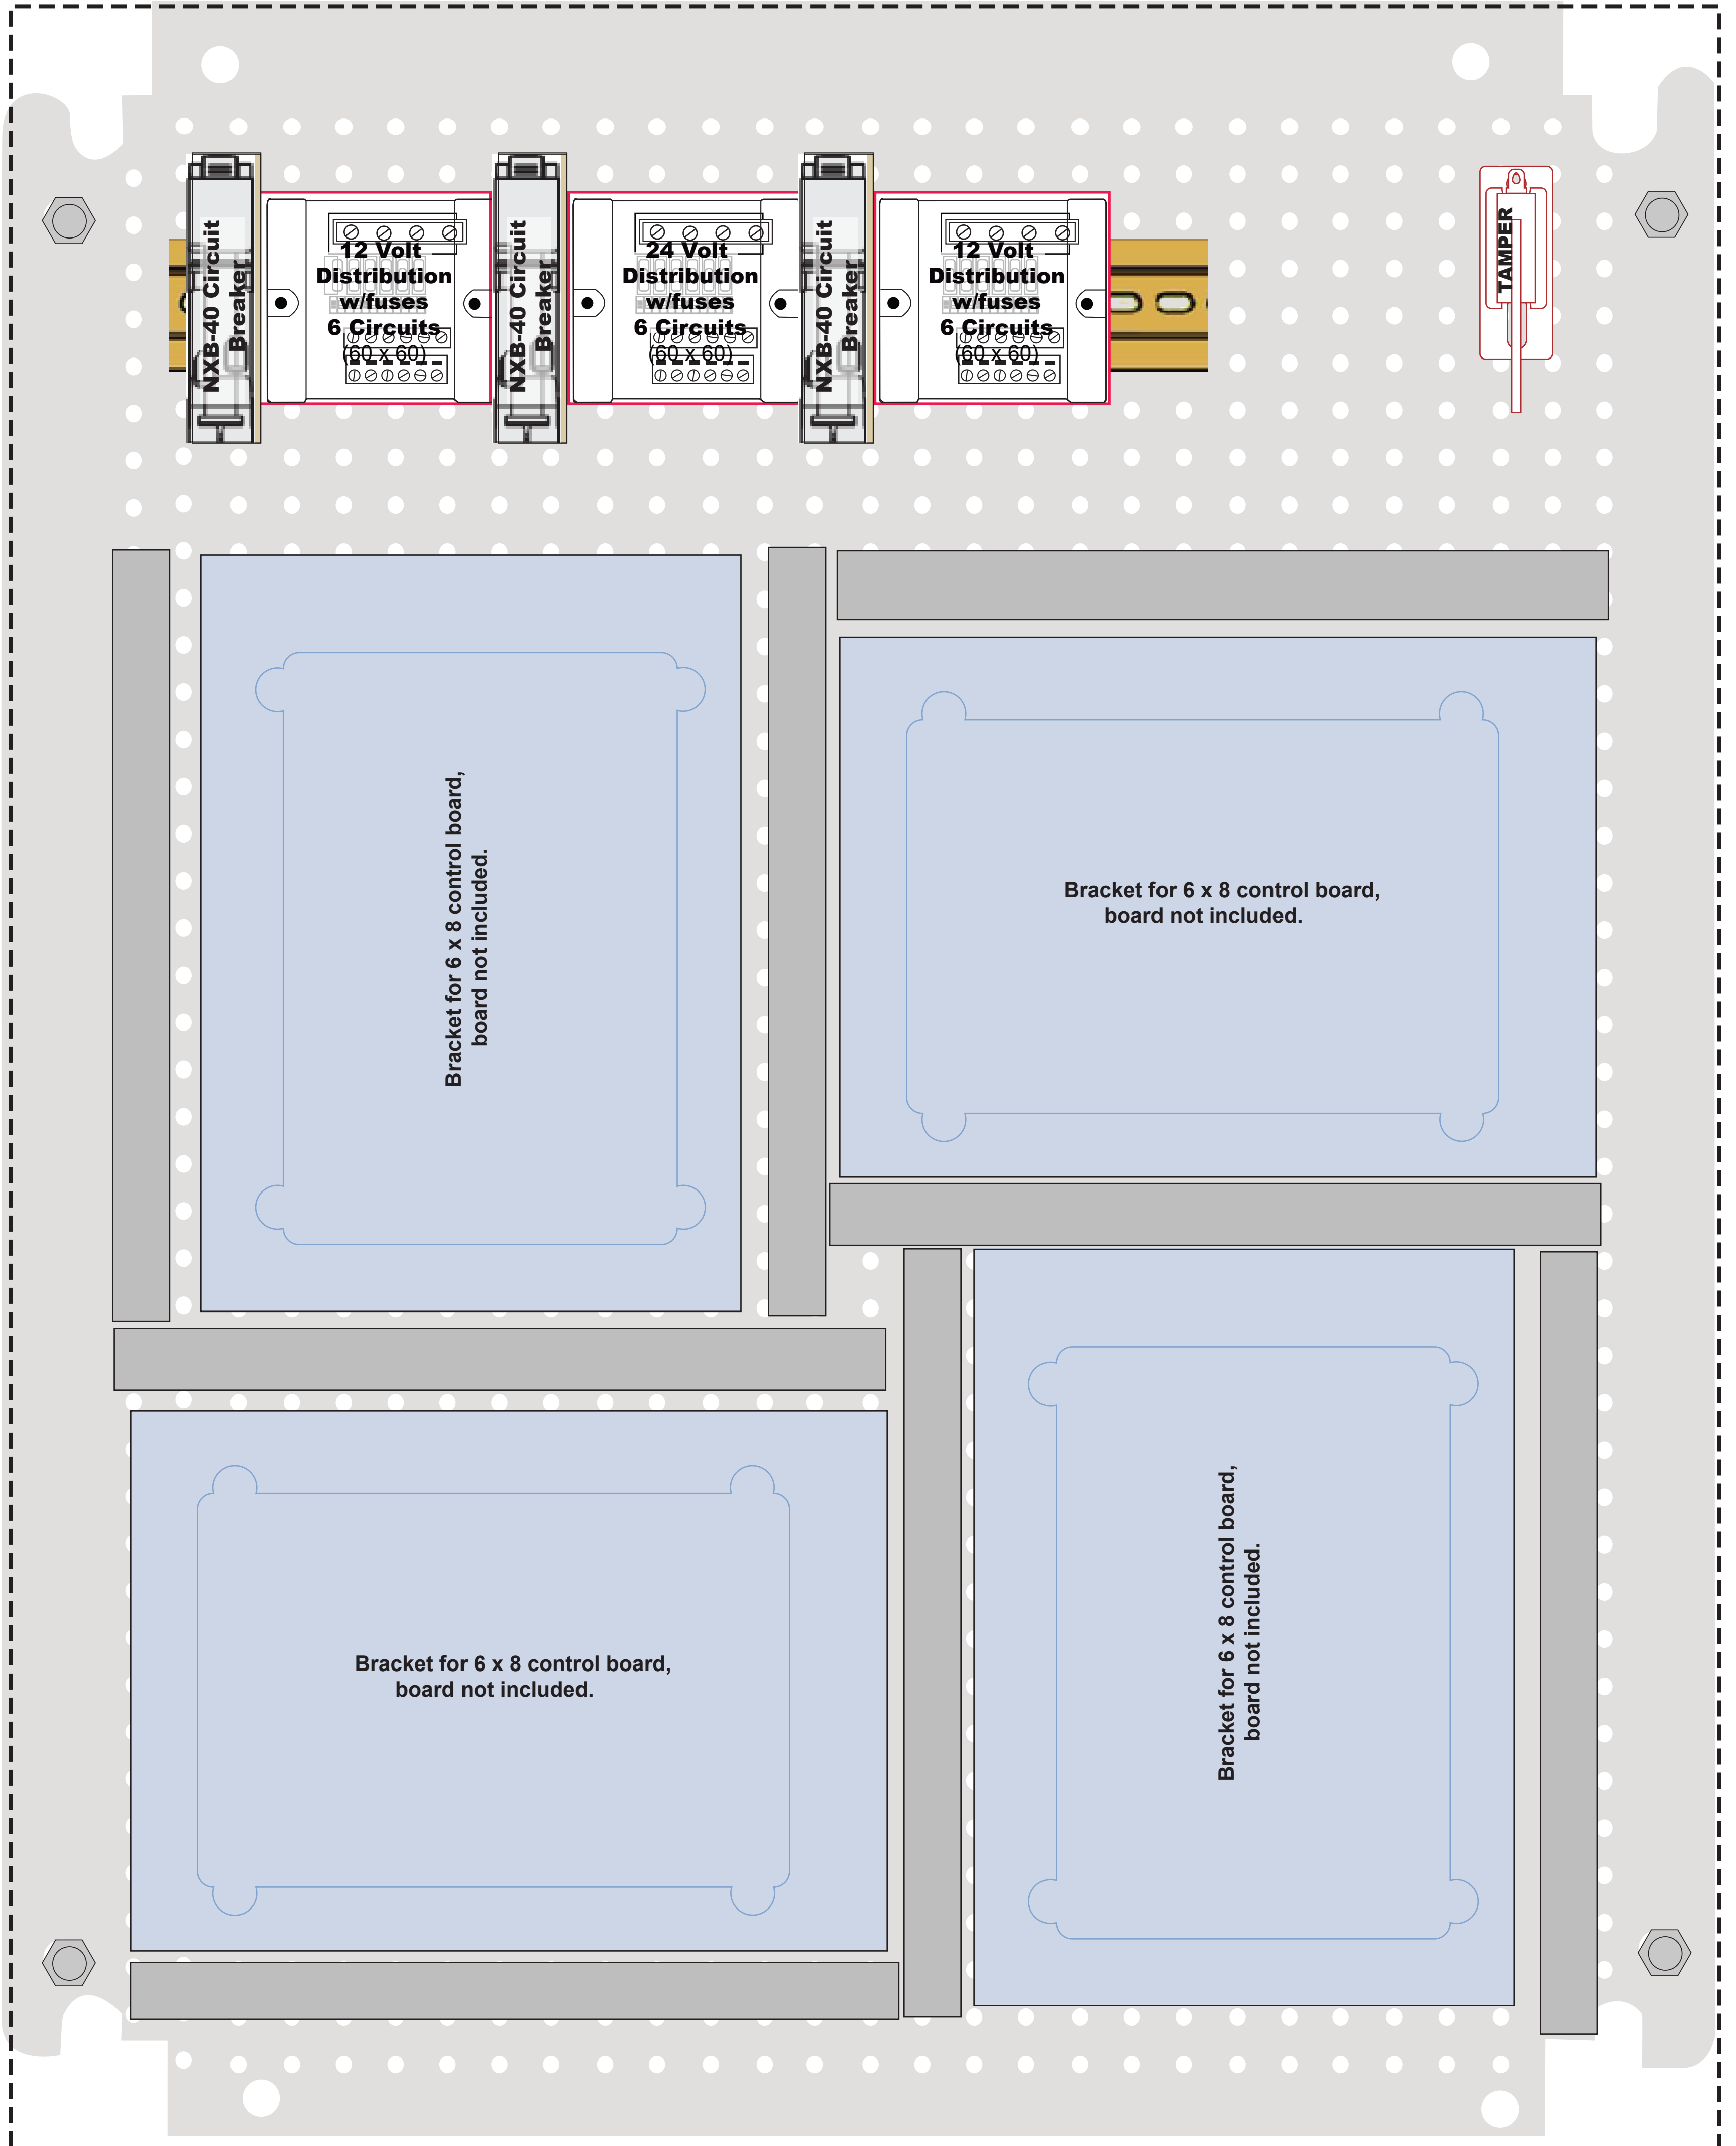 NXB-40 Circuit
Breaker
12 Volt
Distribution
w/fuses
6 Circuits
(60 x 60)
NXB-40 Circuit
Breaker
24 Volt
Distribution
w/fuses
6 Circuits
(60 x 60)
NXB-40 Circuit
Breaker
12 Volt
Distribution
w/fuses
6 Circuits
(60 x 60)
TAMPER
Bracket for 6 x 8 control board,
board not included.
Bracket for 6 x 8 control board,
board not included.
Bracket for 6 x 8 control board,
board not included.
Bracket for 6 x 8 control board,
board not included.